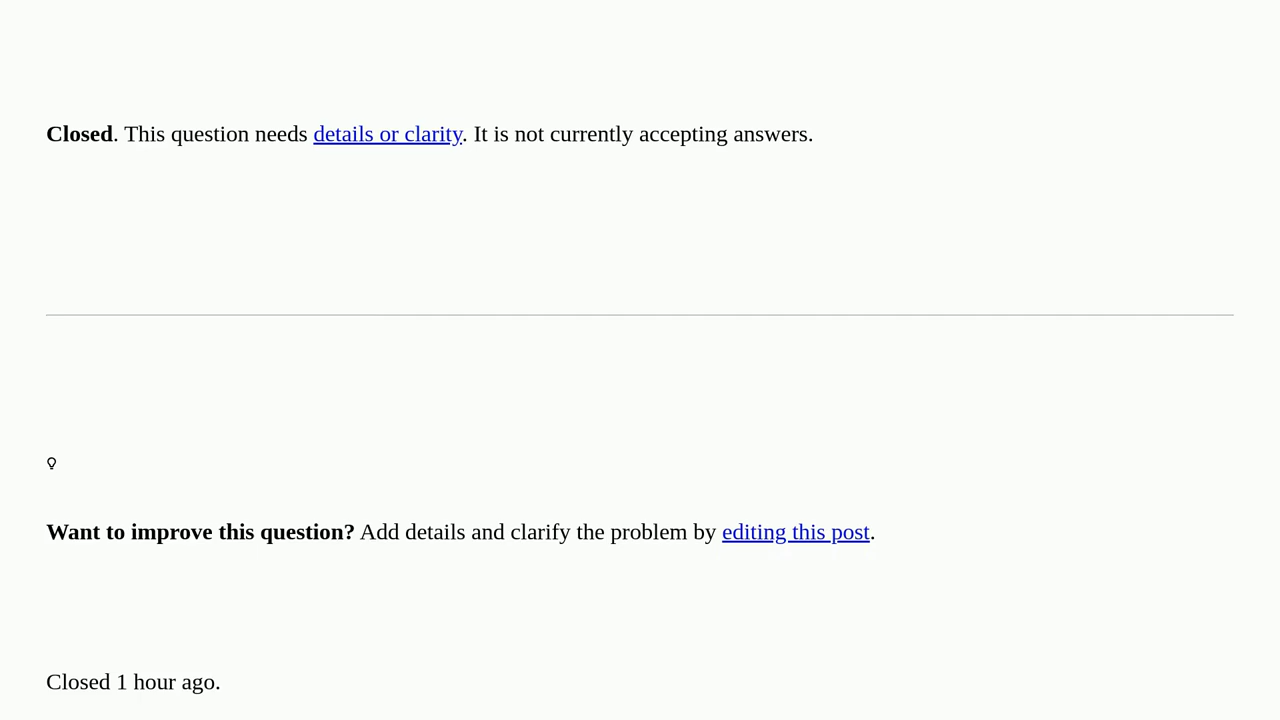 Closed. This question needs details or clarity. It is not currently accepting answers.
Want to improve this question? Add details and clarify the problem by editing this post.
Closed 1 hour ago.